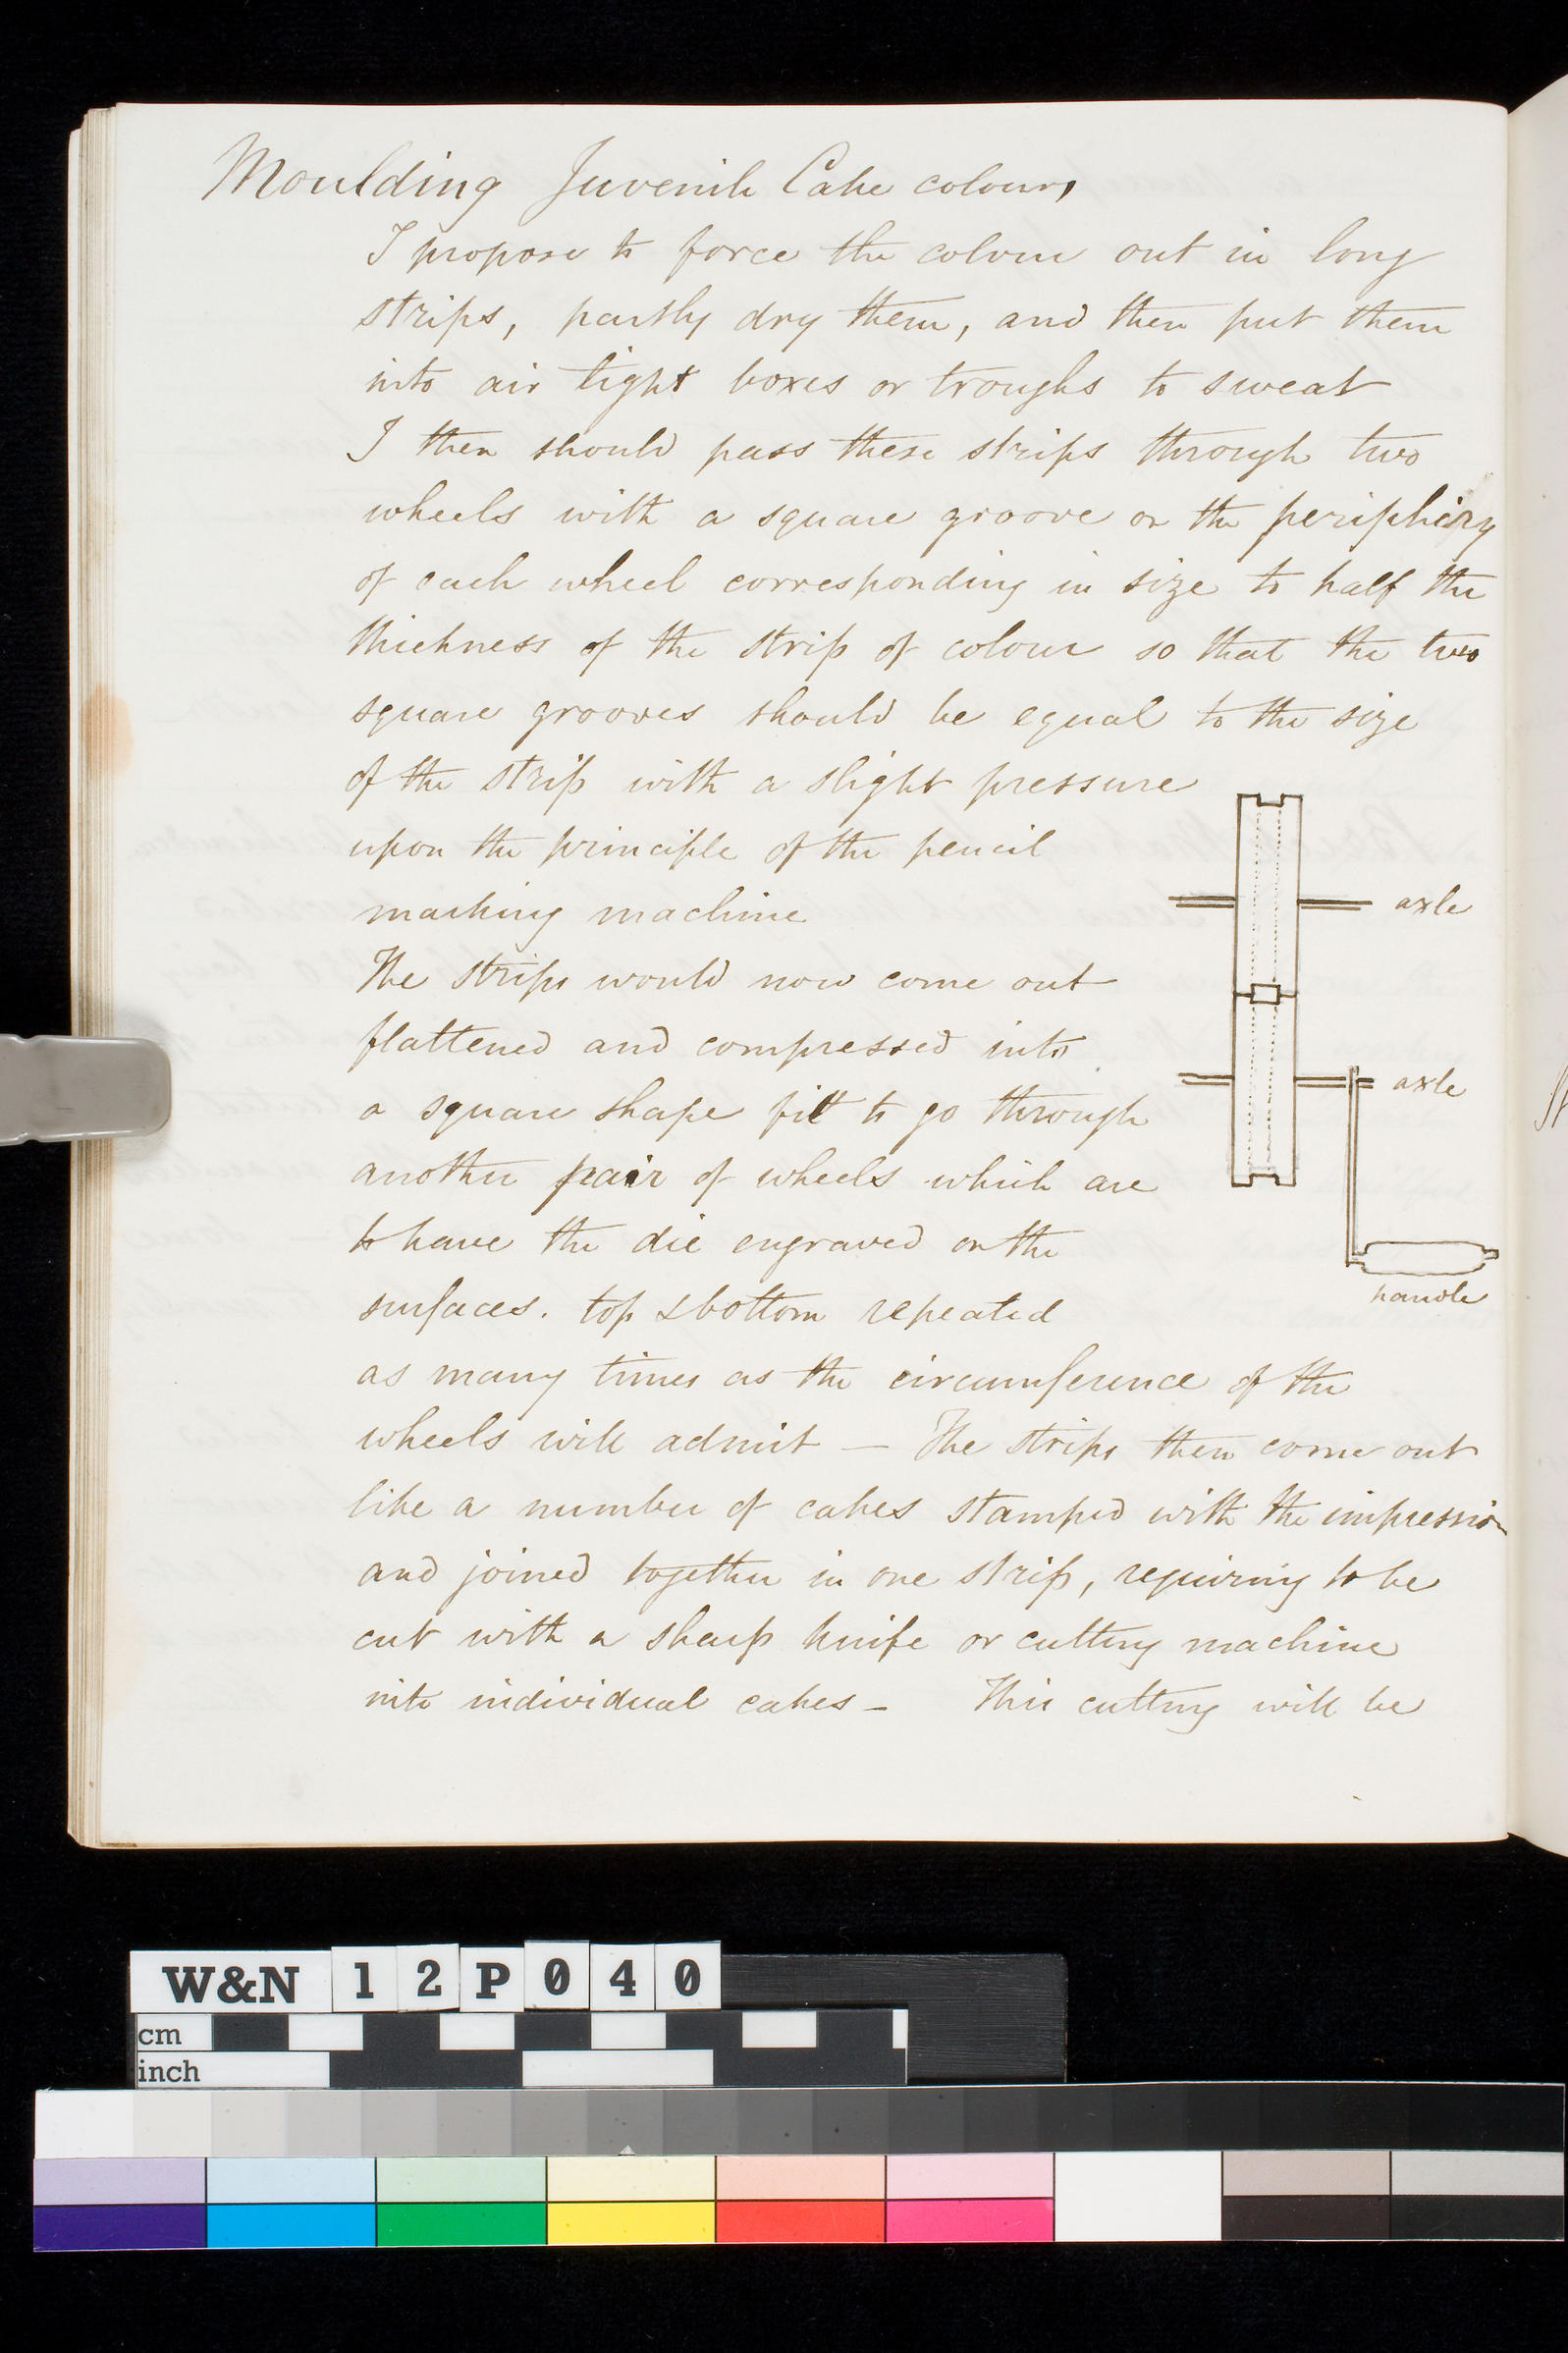 Moulding Juvenile Cake colours
I propose to force the colour out in long
strips, partly dry them, and then put them
into air tight boxes or troughs to sweat
I then should pass these strips through two
wheels with a square groove on the periphery
of each wheel corresponding in size to half the
thickness of the strip of colour so that the two
square grooves should be equal to the size
of the strip with a slight pressure
upon the principle of the pencil
marking machine
axle
The strips would now come out
flattened and compressed into
axle
a square shape fit to go through
another pair of wheels which are
to have the die engraved on the
handle
surfaces. top & bottom repeated
as many times as the circumference of the
wheels will admit — The strips then come out
like a number of cakes stamped with the impression
and joined together in one strip, requiring to be
cut with a sharp knife or cutting machine
into individual cakes – This cutting will be
W&N 12P040
cm
inch